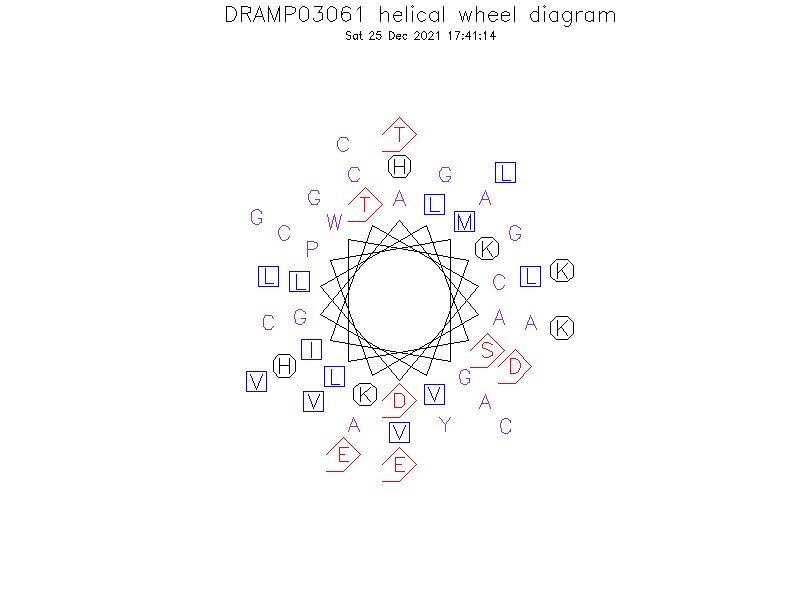 DRAMP03061 helical wheel diagram
Sat 25 Dec 2021 17:41:14
T
C
H
C G L
G T A L M A
G C W K G
P
L L C L K
C G A A K
I S
V H L D
V K D V G A
A V Y C
E E